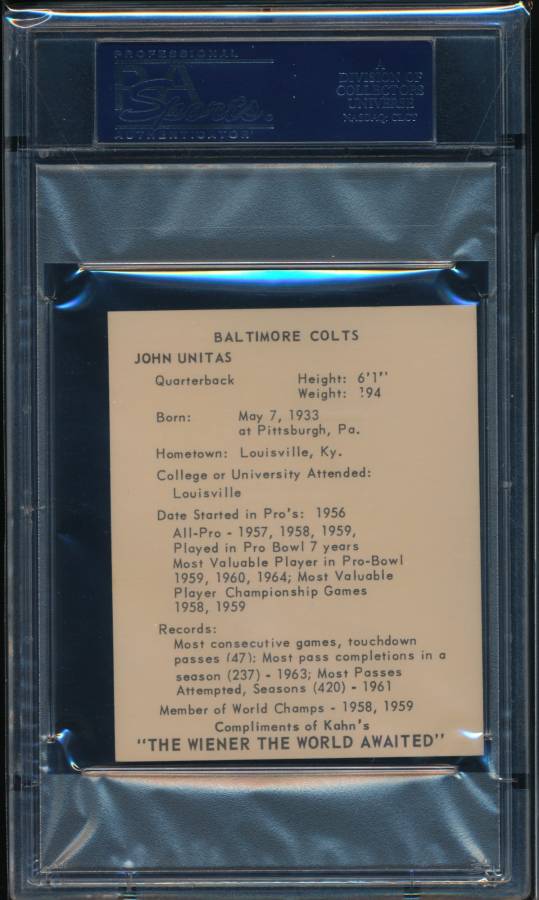 PROFESSIONAL
PSA
Sports.
AUTHENTICATOR
A
DIVISION OF
COLLECTORS
UNIVERSE
NASDAQ: CLCT
BALTIMORE COLTS
JOHN UNITAS
Quarterback Height: 6'1"
Weight: 194
Born: May 7, 1933
at Pittsburgh, Pa.
Hometown: Louisville, Ky.
College or University Attended:
Louisville
Date Started in Pro's: 1956
All-Pro - 1957, 1958, 1959,
Played in Pro Bowl 7 years
Most Valuable Player in Pro-Bowl
1959, 1960, 1964; Most Valuable
Player Championship Games
1958, 1959
Records:
Most consecutive games, touchdown
passes (47); Most pass completions in a
season (237) - 1963; Most Passes
Attempted, Seasons (420) - 1961
Member of World Champs - 1958, 1959
Compliments of Kahn's
"THE WIENER THE WORLD AWAITED"